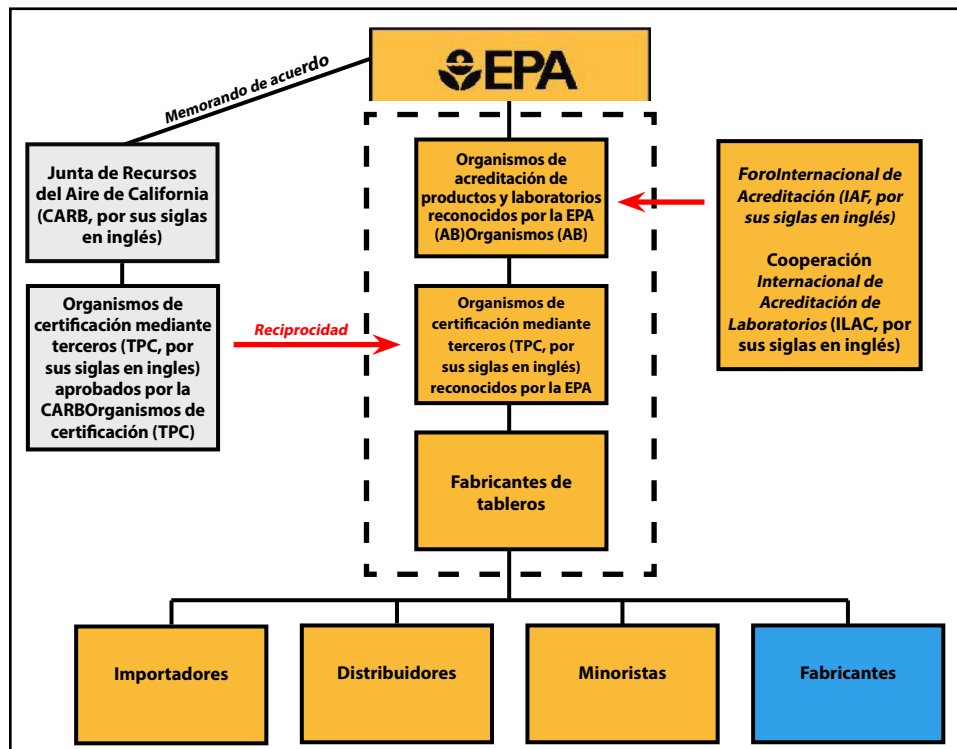 EPA
Memorando de acuerdo
Junta de Recursos
del Aire de California
(CARB, por sus siglas
en inglés)
Organismos de
acreditación de
productos y laboratorios
reconocidos por la EPA
(AB)Organismos (AB)
ForoInternacional de
Acreditación (IAF, por
sus siglas en inglés)
Cooperación
Internacional de
Acreditación de
Laboratorios (ILAC, por
sus siglas en inglés)
Organismos de
certificación mediante
terceros (TPC, por
sus siglas en ingles)
aprobados por la
CARBOrganismos de
certificación (TPC)
Reciprocidad
Organismos de
certificación mediante
terceros (TPC, por
sus siglas en inglés)
reconocidos por la EPA
Fabricantes de
tableros
Importadores
Distribuidores
Minoristas
Fabricantes